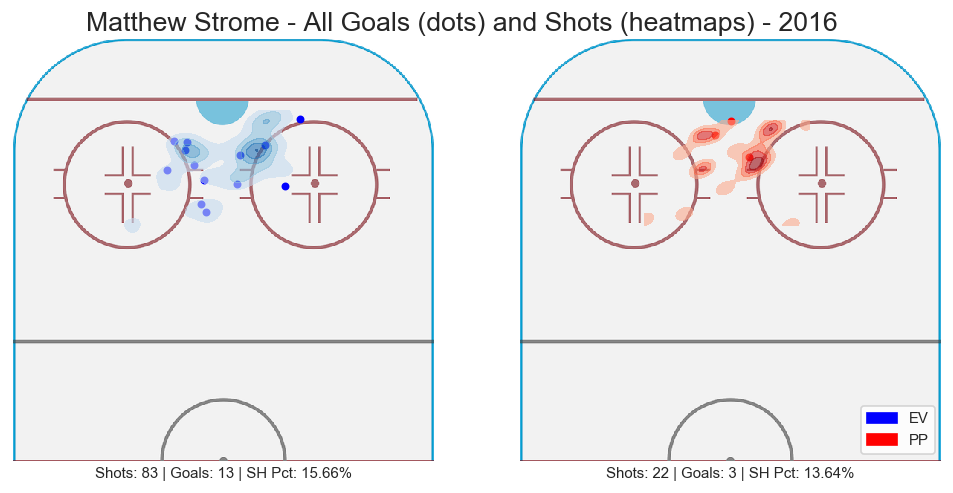 Matthew Strome - All Goals (dots) and Shots (heatmaps) - 2016
EV
PP
Shots: 83 | Goals: 13 | SH Pct: 15.66%
Shots: 22 | Goals: 3 | SH Pct: 13.64%